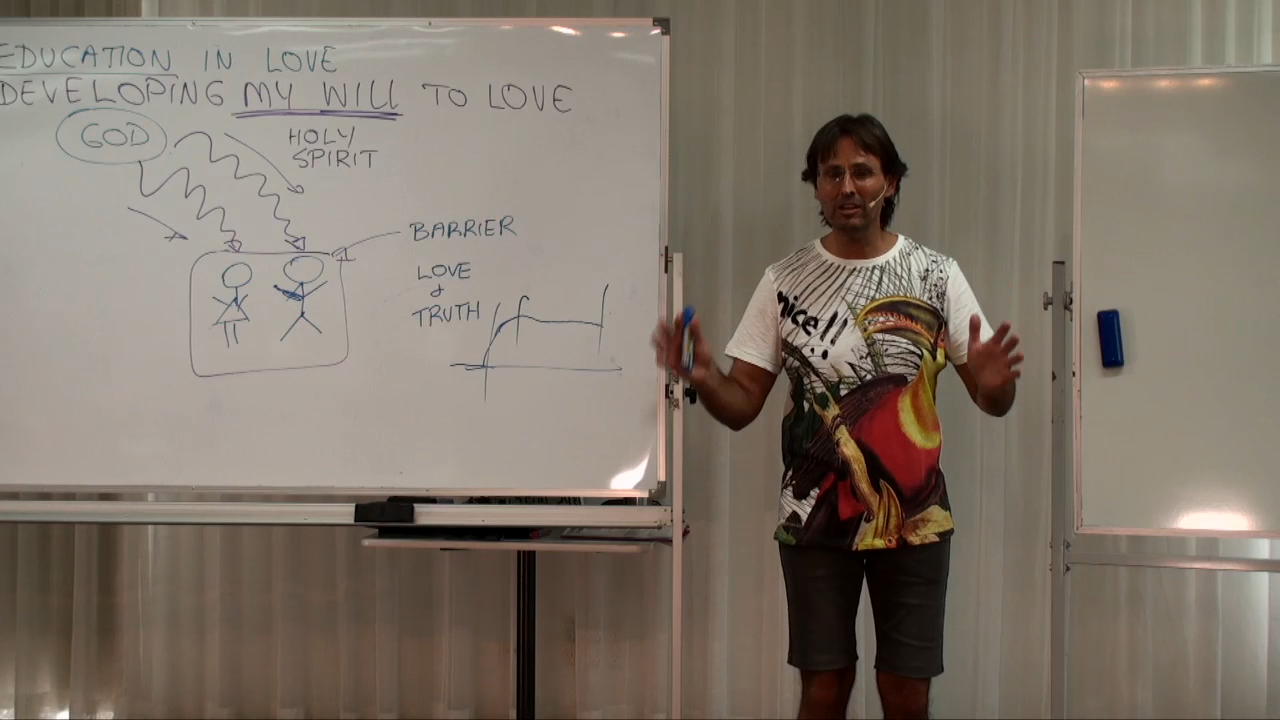 EDUCATION IN LOVE
DEVELOPING MY WILL TO LOVE
GOD
HOLY
SPIRIT
BARRIER
LOVE
&
TRUTH
nice!!